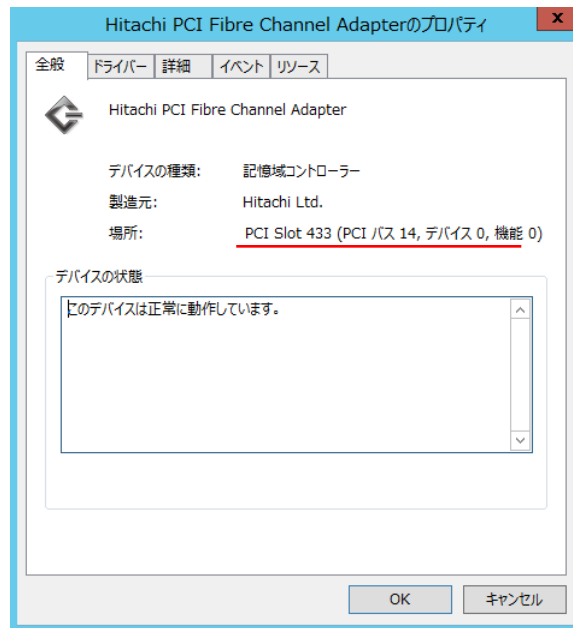 Hitachi PCI Fibre Channel Adapterのプロパティ
x
全般 ドライバー 詳細 イベント リソース
Hitachi PCI Fibre Channel Adapter
デバイスの種類: 記憶域コントローラー
製造元: Hitachi Ltd.
場所: PCI Slot 433 (PCI バス 14, デバイス 0, 機能 0)
デバイスの状態
このデバイスは正常に動作しています。
OK キャンセル